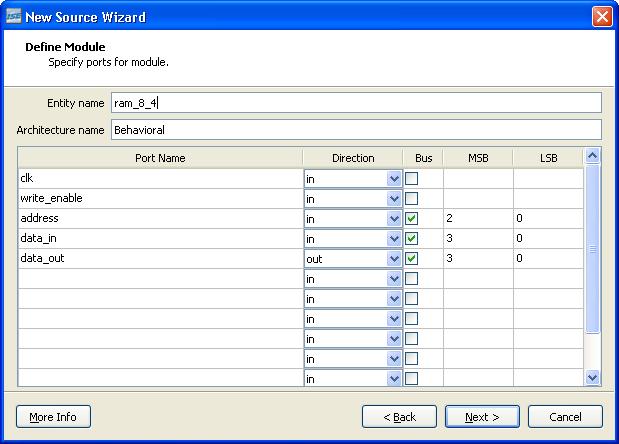 ISE New Source Wizard
Define Module
Specify ports for module.
Entity name ram_8_4
Architecture name Behavioral
Port Name Direction Bus MSB LSB
clk in
write_enable in
address in 2 0
data_in in 3 0
data_out out 3 0
in
in
in
in
in
in
More Info < Back Next > Cancel